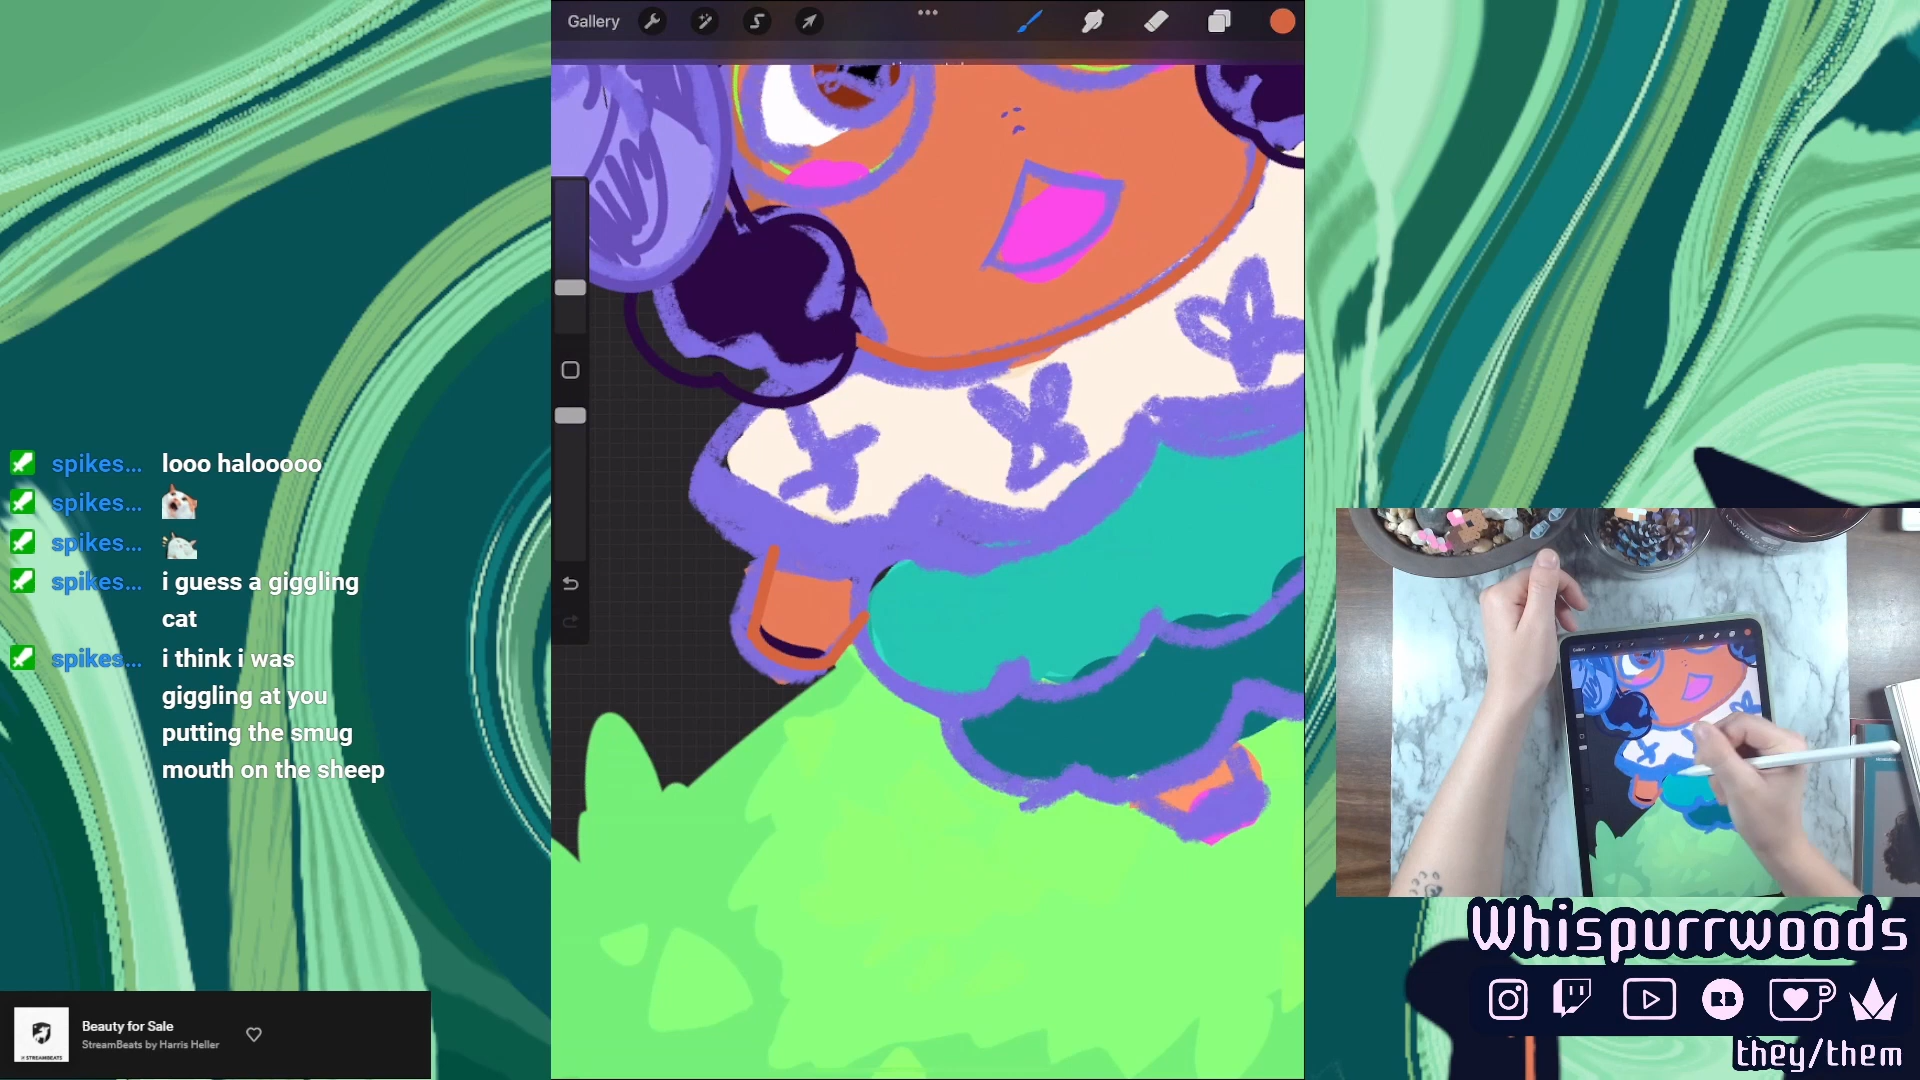 Gallery
spikes... looo halooooo
spikes...
spikes...
spikes... i guess a giggling
cat
spikes... i think i was
giggling at you
putting the smug
mouth on the sheep
Beauty for Sale
StreamBeats by Harris Heller
STREAMBEATS
Whispurrwoods
they/them